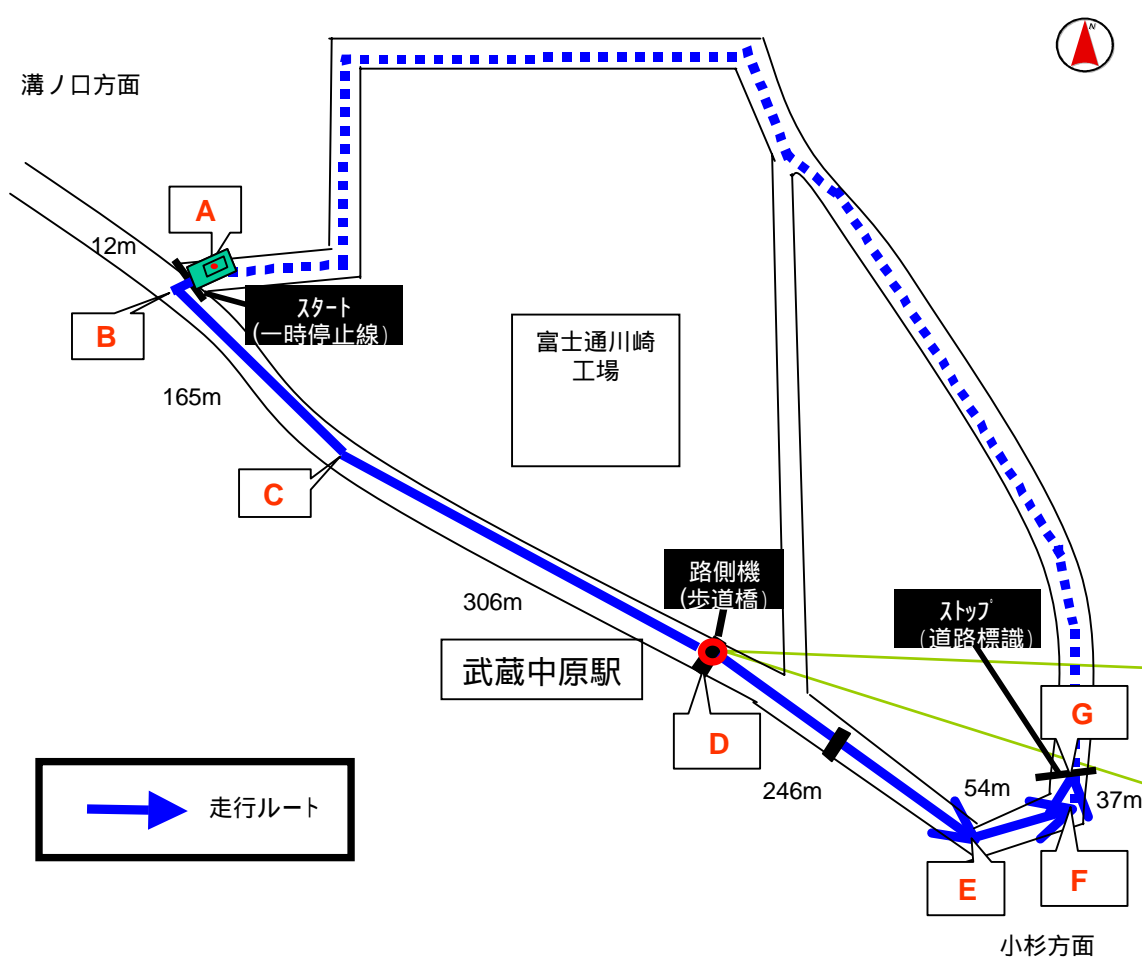 N
溝ノ口方面
A
12m
スタート
(一時停止線)
B
富士通川崎
工場
165m
C
路側機
(歩道橋)
306m
ストップ
(道路標識)
武蔵中原駅
G
D
246m
54m
37m
走行ルート
E
F
小杉方面